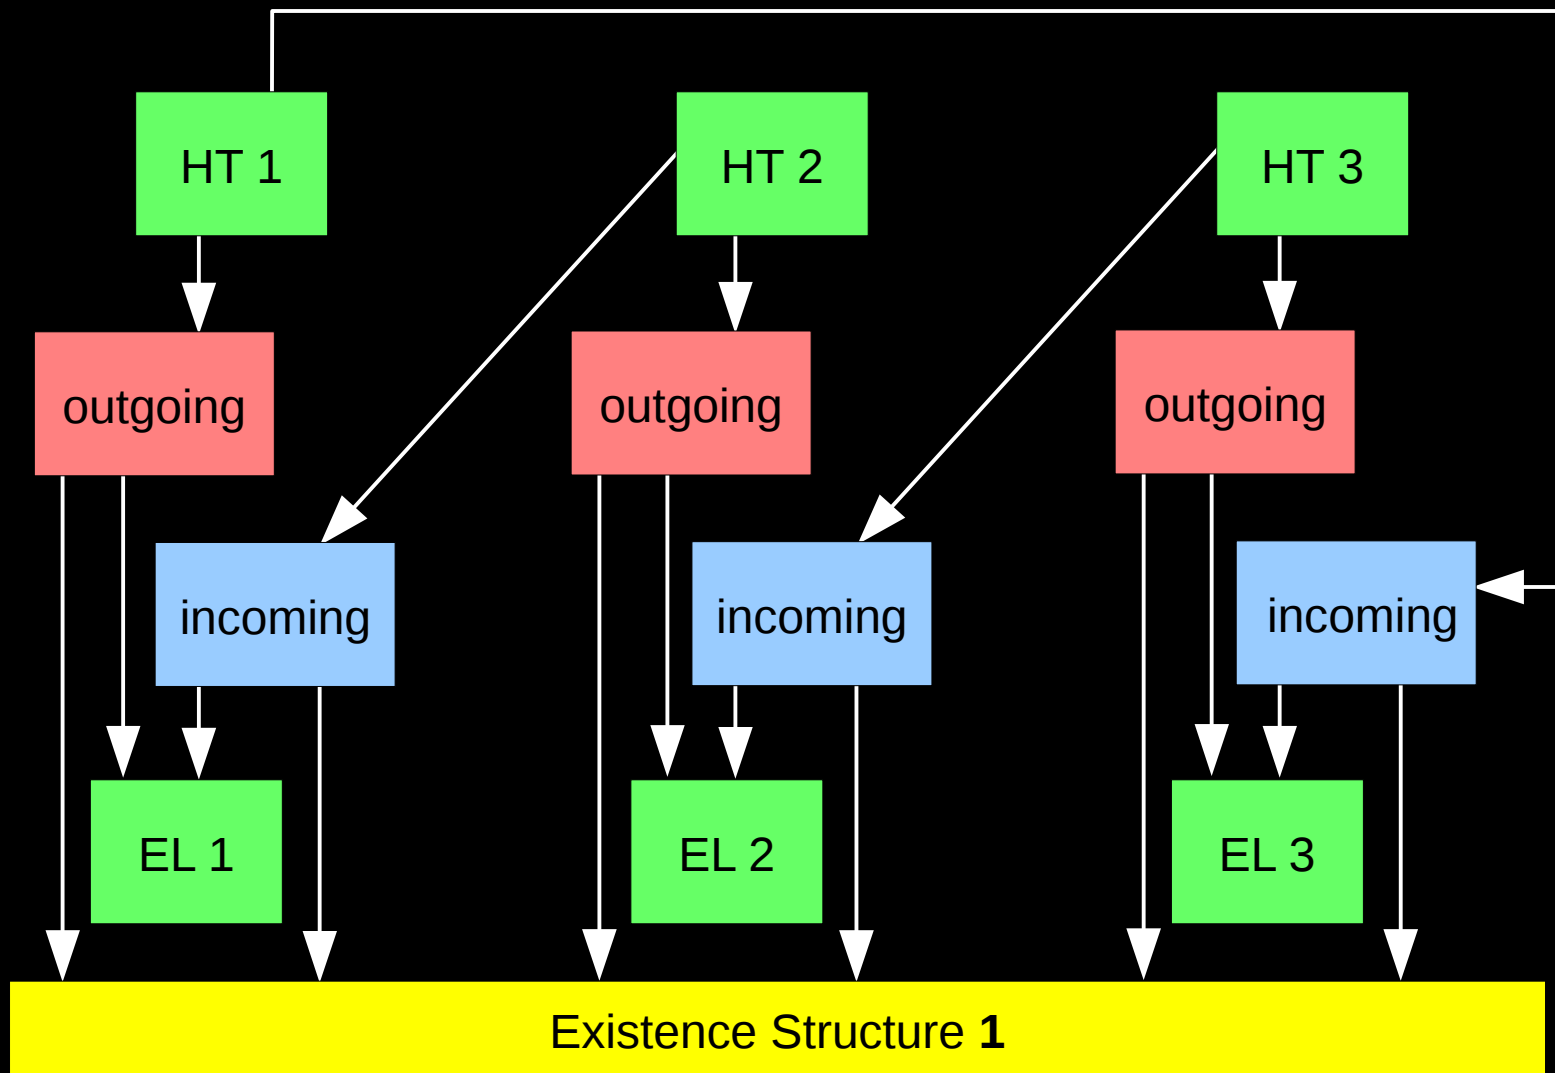 HT 1
HT 2
HT 3
outgoing
outgoing
outgoing
incoming
incoming
incoming
EL 1
EL 2
EL 3
Existence Structure 1